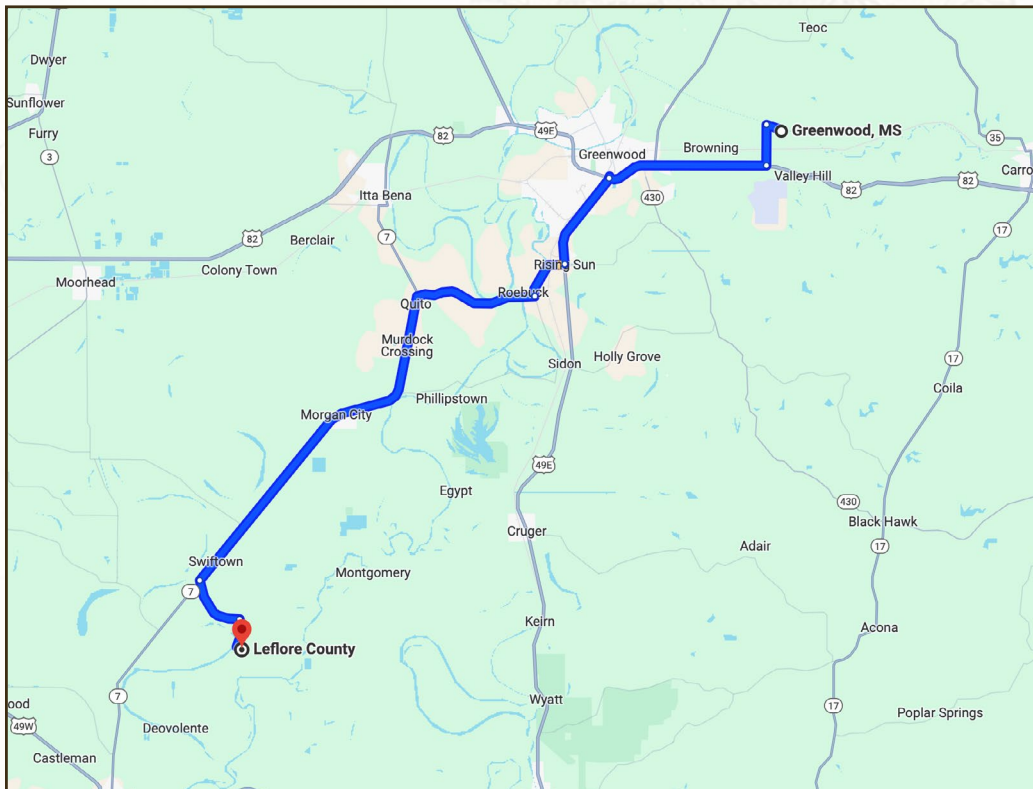 Teoc
Dwyer
Sunflower
Furry
3
82
49E
Greenwood, MS
35
Greenwood
Browning
Carro
Valley Hill
82
82
430
Itta Bena
7
17
82
Berclair
Rising Sun
Colony Town
Moorhead
Roebuck
Quito
Murdock
Crossing
Holly Grove
Sidon
17
Coila
Phillipstown
Morgan City
49E
Egypt
430
Black Hawk
Cruger
17
Adair
Swiftown
Montgomery
7
Keirn
Acona
Leflore County
7
Wyatt
17
Poplar Springs
ood
49W
Deovolente
Castleman